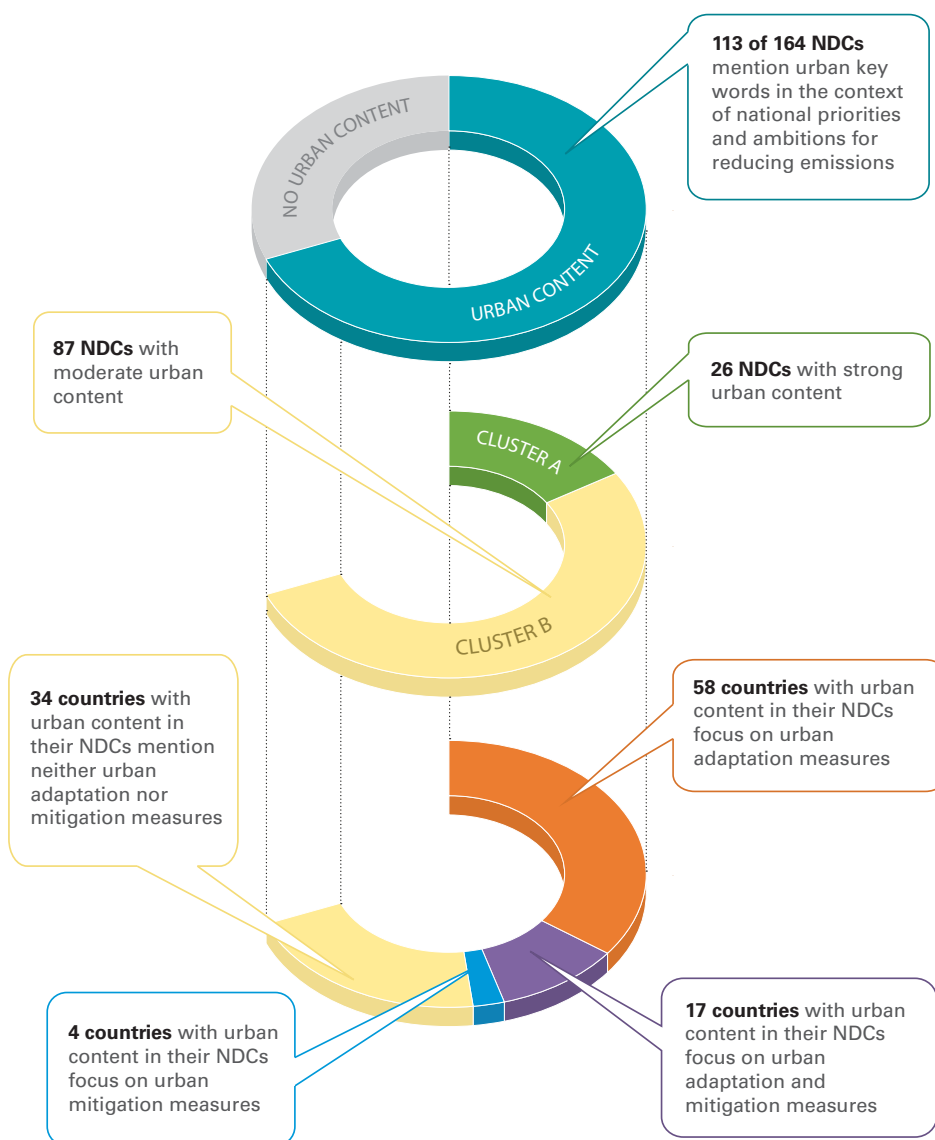 113 of 164 NDCs
mention urban key
words in the context
of national priorities
and ambitions for
reducing emissions
NO URBAN CONTENT
URBAN CONTENT
87 NDCs with
moderate urban
content
26 NDCs with strong
urban content
CLUSTER A
CLUSTER B
34 countries with
urban content in
their NDCs mention
neither urban
adaptation nor
mitigation measures
58 countries with urban
content in their NDCs
focus on urban
adaptation measures
4 countries with urban
content in their NDCs
focus on urban
mitigation measures
17 countries with urban
content in their NDCs
focus on urban
adaptation and
mitigation measures